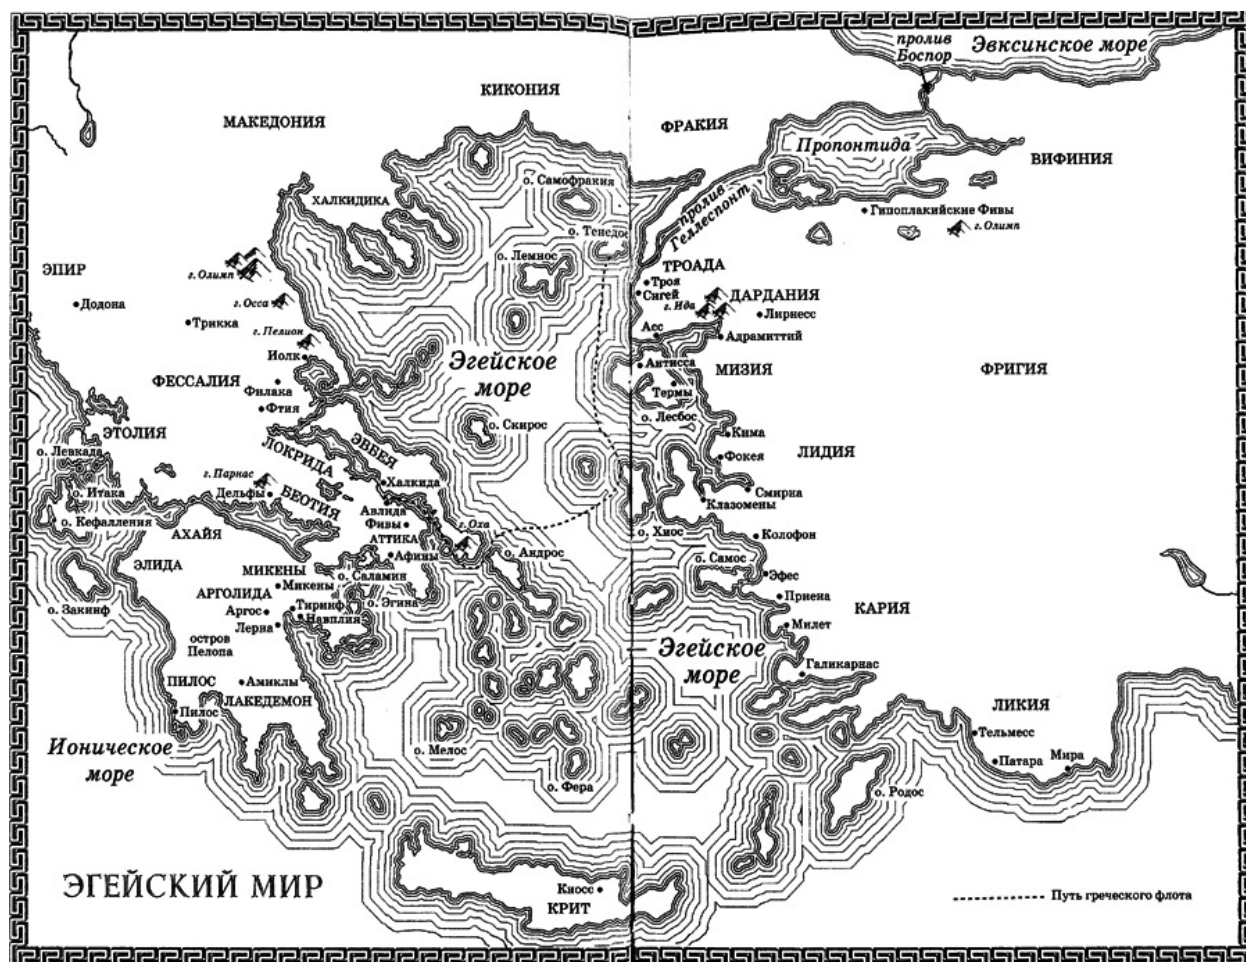 пролив
Боспор
Эвксинское море
КИКОНИЯ
МАКЕДОНИЯ
ФРАКИЯ
Пропонтида
ВИФИНИЯ
о. Самофракия
ХАЛКИДИКА
пролив
Геллеспонт
Гипоплакийские Фивы
г. Олимп
о. Тенедос
о. Лемнос
ЭПИР
г. Олимп
ТРОАДА
Троя
Сигей
ДАРДАНИЯ
г. Ида
Лирнесс
Додона
г. Осса
Трикка
г. Пелион
Асс
Адрамиттий
Иолк
Эгейское
море
Антисса
МИЗИЯ
ФРИГИЯ
ФЕССАЛИЯ
Филака
Термы
Фтия
о. Лесбос
ЭТОЛИЯ
о. Скирос
Кима
о. Левкада
ЛОКРИДА
ЭВБЕЯ
ЛИДИЯ
Фокея
г. Парнас
Халкида
о. Итака
Дельфы
БЕОТИЯ
Смирна
Клазомены
Авлида
о. Кефалления
Фивы
г. Оха
АХАЙЯ
АТТИКА
о. Хиос
Колофон
Афины
о. Андрос
о. Самос
ЭЛИДА
МИКЕНЫ
о. Саламин
Эфес
Микены
АРГОЛИДА
о. Эгина
Приена
о. Закинф
Тиринф
КАРИЯ
Аргос
Навплия
Лерна
Милет
остров
Пелопа
Эгейское
море
Галикарнас
ПИЛОС
Амиклы
ЛАКЕДЕМОН
ЛИКИЯ
Пилос
Тельмесс
Ионическое
море
о. Мелос
Патара
Мира
о. Фера
о. Родос
ЭГЕЙСКИЙ МИР
Кносс
КРИТ
Путь греческого флота